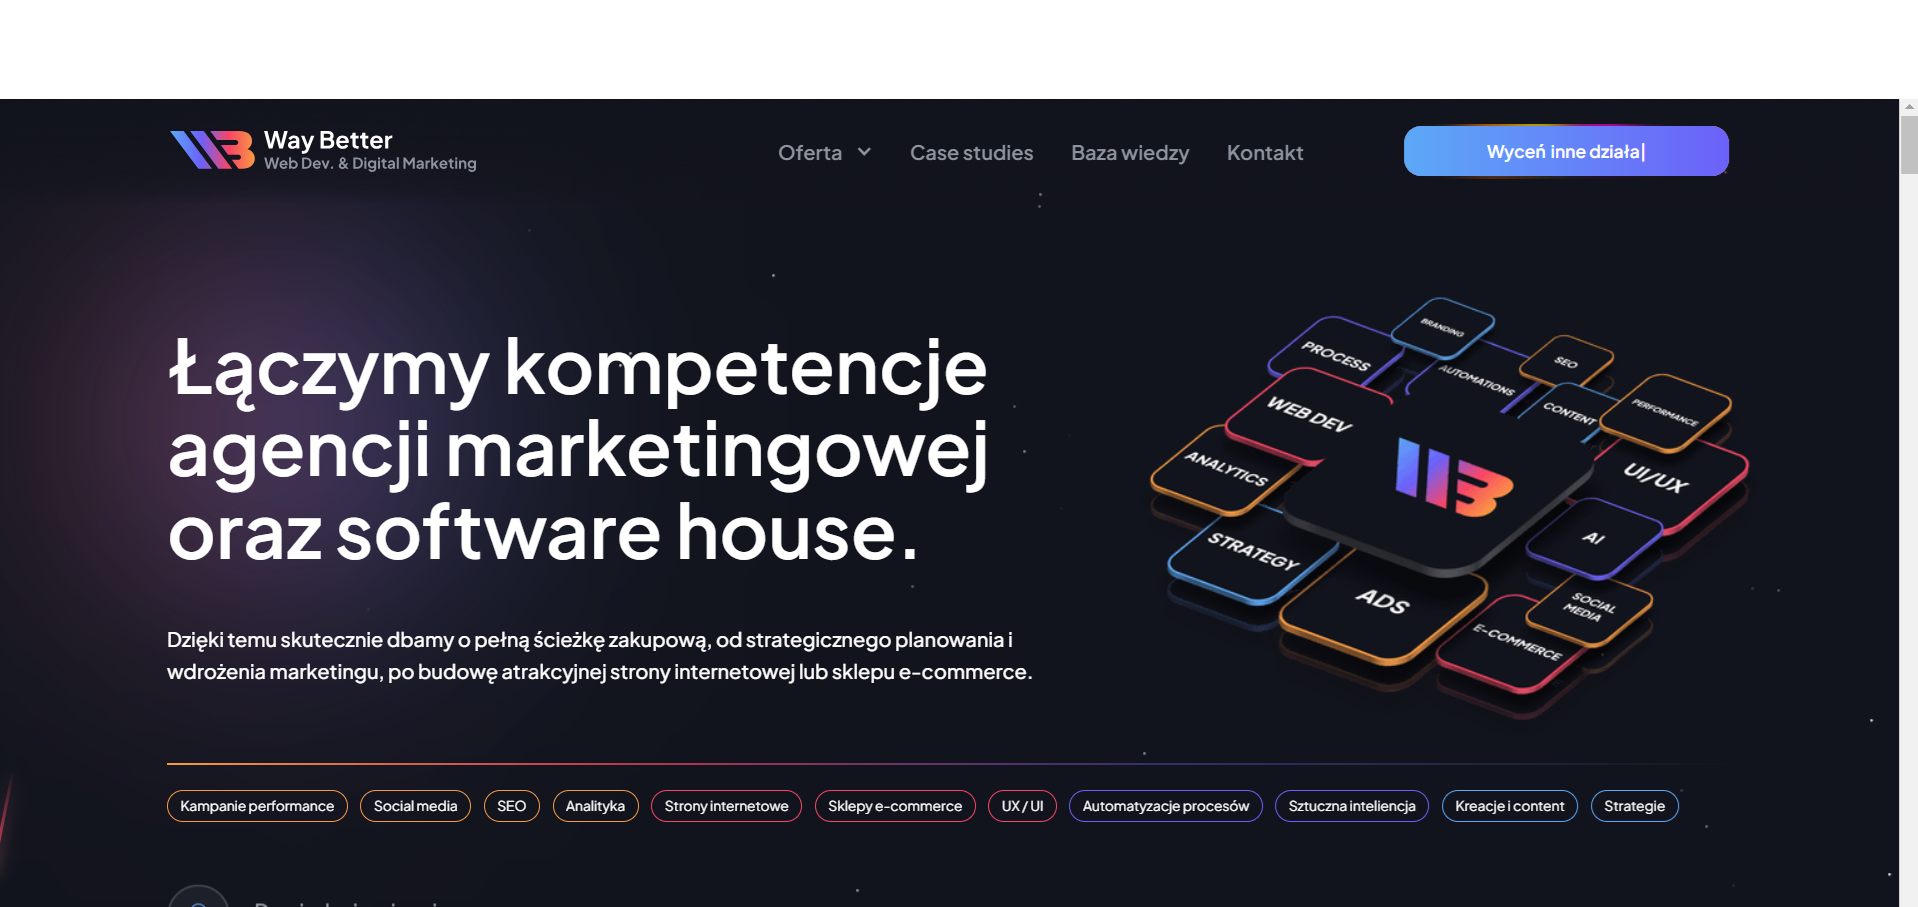 Way Better
Web Dev. & Digital Marketing
Oferta
Case studies
Baza wiedzy
Kontakt
Wyceń inne działa|
Łączymy kompetencje
agencji marketingowej
oraz software house.
Dzięki temu skutecznie dbamy o pełną ścieżkę zakupową, od strategicznego planowania i
wdrożenia marketingu, po budowę atrakcyjnej strony internetowej lub sklepu e-commerce.
BRANDING
PROCESS
SEO
AUTOMATIONS
PERFORMANCE
WEB DEV
CONTENT
ANALYTICS
WB
UI/UX
STRATEGY
AI
ADS
SOCIAL
MEDIA
E-COMMERCE
Kampanie performance
Social media
SEO
Analityka
Strony internetowe
Sklepy e-commerce
UX / UI
Automatyzacje procesów
Sztuczna inteliencja
Kreacje i content
Strategie